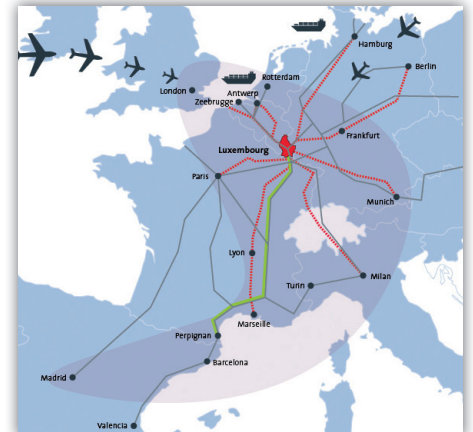 Hamburg
Berlin
Rotterdam
London
Antwerp
Zeebrugge
Frankfurt
Luxembourg
Paris
Munich
Lyon
Milan
Turin
Marseille
Perpignan
Barcelona
Madrid
Valencia